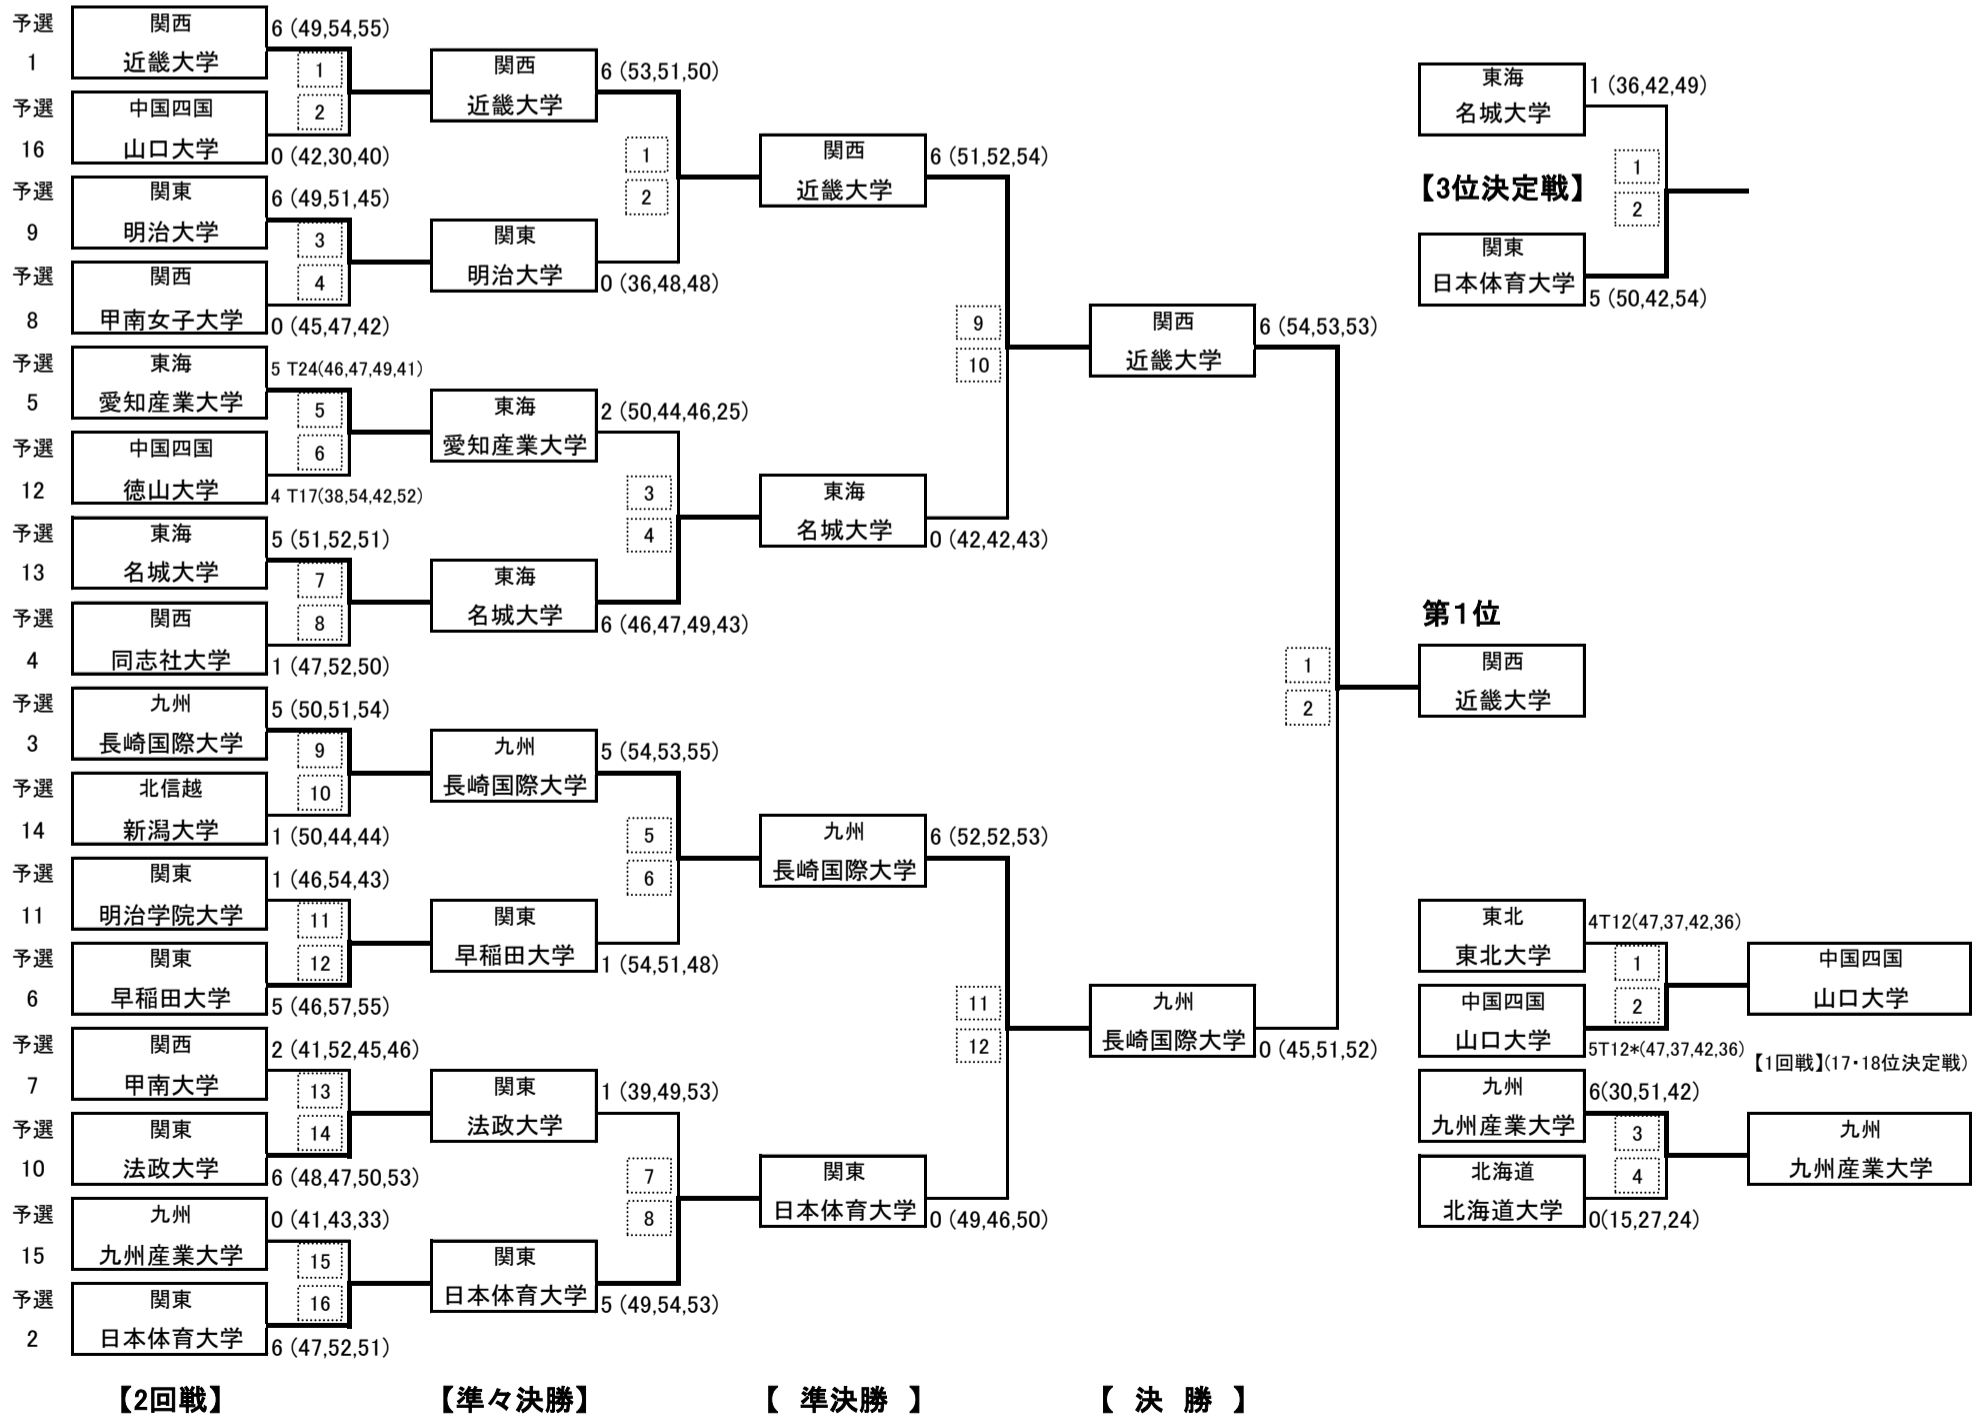 予選
1
関西
近畿大学
6 (49,54,55)
1
2
予選
16
中国四国
山口大学
0 (42,30,40)
予選
9
関東
明治大学
6 (49,51,45)
3
4
予選
8
関西
甲南女子大学
0 (45,47,42)
予選
5
東海
愛知産業大学
5 T24(46,47,49,41)
5
6
予選
12
中国四国
徳山大学
4 T17(38,54,42,52)
予選
13
東海
名城大学
5 (51,52,51)
7
8
予選
4
関西
同志社大学
1 (47,52,50)
予選
3
九州
長崎国際大学
5 (50,51,54)
9
10
予選
14
北信越
新潟大学
1 (50,44,44)
予選
11
関東
明治学院大学
1 (46,54,43)
11
12
予選
6
関東
早稲田大学
5 (46,57,55)
予選
7
関西
甲南大学
2 (41,52,45,46)
13
14
予選
10
関東
法政大学
6 (48,47,50,53)
予選
15
九州
九州産業大学
0 (41,43,33)
15
16
予選
2
関東
日本体育大学
6 (47,52,51)
【2回戦】
関西
近畿大学
6 (53,51,50)
1
2
関東
明治大学
0 (36,48,48)
東海
愛知産業大学
2 (50,44,46,25)
3
4
東海
名城大学
6 (46,47,49,43)
九州
長崎国際大学
5 (54,53,55)
5
6
関東
早稲田大学
1 (54,51,48)
関東
法政大学
1 (39,49,53)
7
8
関東
日本体育大学
5 (49,54,53)
【準々決勝】
関西
近畿大学
6 (51,52,54)
9
10
東海
名城大学
0 (42,42,43)
九州
長崎国際大学
6 (52,52,53)
11
12
関東
日本体育大学
0 (49,46,50)
【 準決勝 】
関西
近畿大学
6 (54,53,53)
1
2
九州
長崎国際大学
0 (45,51,52)
【 決 勝 】
東海
名城大学
1 (36,42,49)
【3位決定戦】
1
2
関東
日本体育大学
5 (50,42,54)
第1位
関西
近畿大学
東北
東北大学
4T12(47,37,42,36)
1
2
中国四国
山口大学
5T12*(47,37,42,36)
中国四国
山口大学
【1回戦】(17・18位決定戦)
九州
九州産業大学
6(30,51,42)
3
4
北海道
北海道大学
0(15,27,24)
九州
九州産業大学